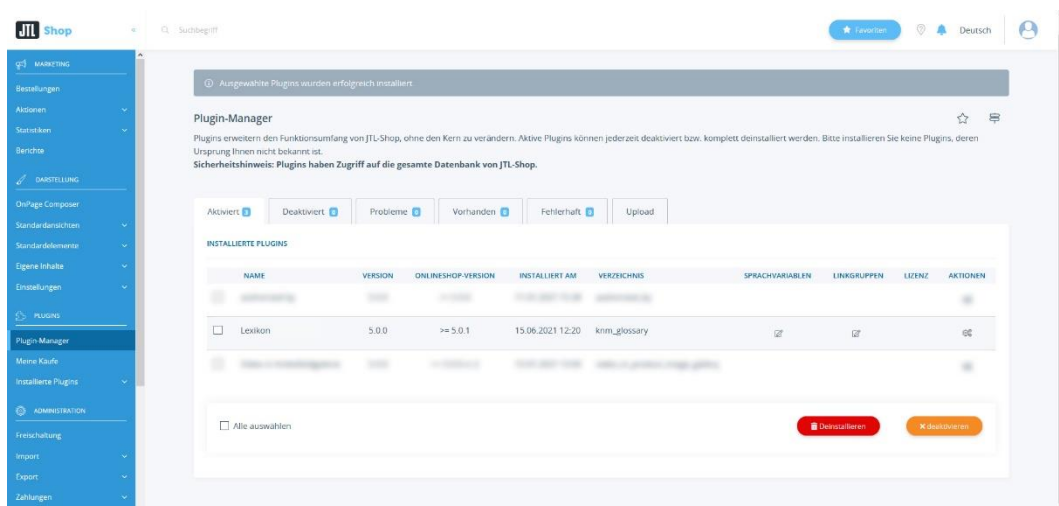 JTL Shop
«
Suchbegriff
Favoriten
Deutsch
MARKETING
Bestellungen
Aktionen
Statistiken
Berichte
DARSTELLUNG
OnPage Composer
Standardansichten
Standardelemente
Eigene Inhalte
Einstellungen
PLUGINS
Plugin-Manager
Meine Käufe
Installierte Plugins
ADMINISTRATION
Freischaltung
Import
Export
Zahlungen
Ausgewählte Plugins wurden erfolgreich installiert
Plugin-Manager
Plugins erweitern den Funktionsumfang von JTL-Shop, ohne den Kern zu verändern. Aktive Plugins können jederzeit deaktiviert bzw. komplett deinstalliert werden. Bitte installieren Sie keine Plugins, deren
Ursprung Ihnen nicht bekannt ist.
Sicherheitshinweis: Plugins haben Zugriff auf die gesamte Datenbank von JTL-Shop.
Aktiviert Deaktiviert Probleme Vorhanden Fehlerhaft Upload
INSTALLIERTE PLUGINS
NAME VERSION ONLINESHOP-VERSION INSTALLIERT AM VERZEICHNIS SPRACHVARIABLEN LINKGRUPPEN LIZENZ AKTIONEN
Lexikon 5.0.0 >= 5.0.1 15.06.2021 12:20 knm_glossary
Alle auswählen
Deinstallieren
deaktivieren